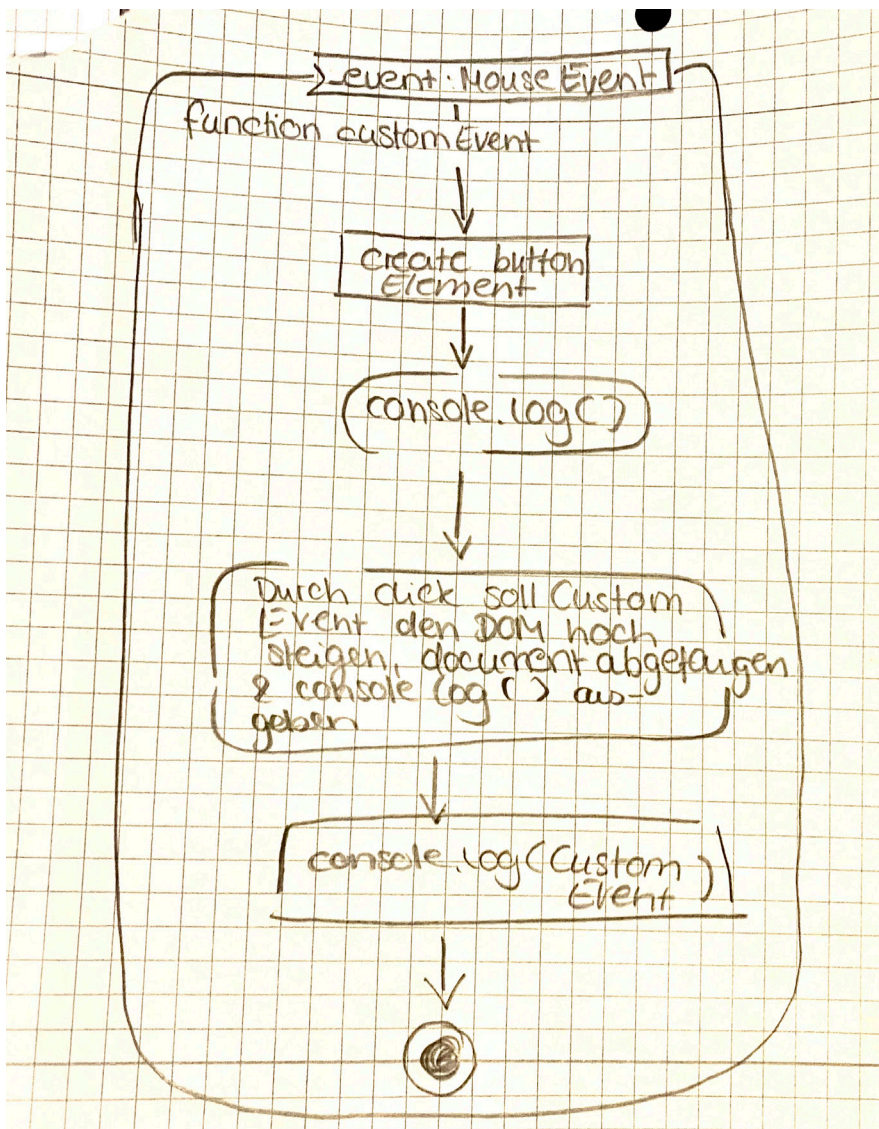 event: MouseEvent
function customEvent
create button
Element
console.log()
Durch click soll Custom
Event den DOM hoch
steigen, document abgefangen
& console log () aus-
geben
console.log(Custom
Event)